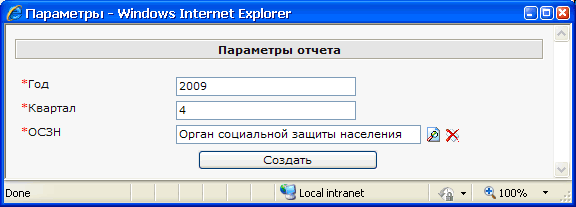 Параметры - Windows Internet Explorer
Параметры отчета
*Год 2009
*Квартал 4
*ОСЗН Орган социальной защиты населения
Создать
Done Local intranet 100%